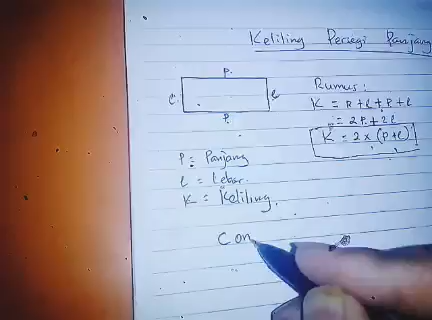 Keliling Persegi Panjang
P.
l l
P
Rumus:
K = P + l + P + l
= 2P + 2l
K = 2 x (P + l)
P = Panjang
l = Lebar.
K = Keliling.
Con